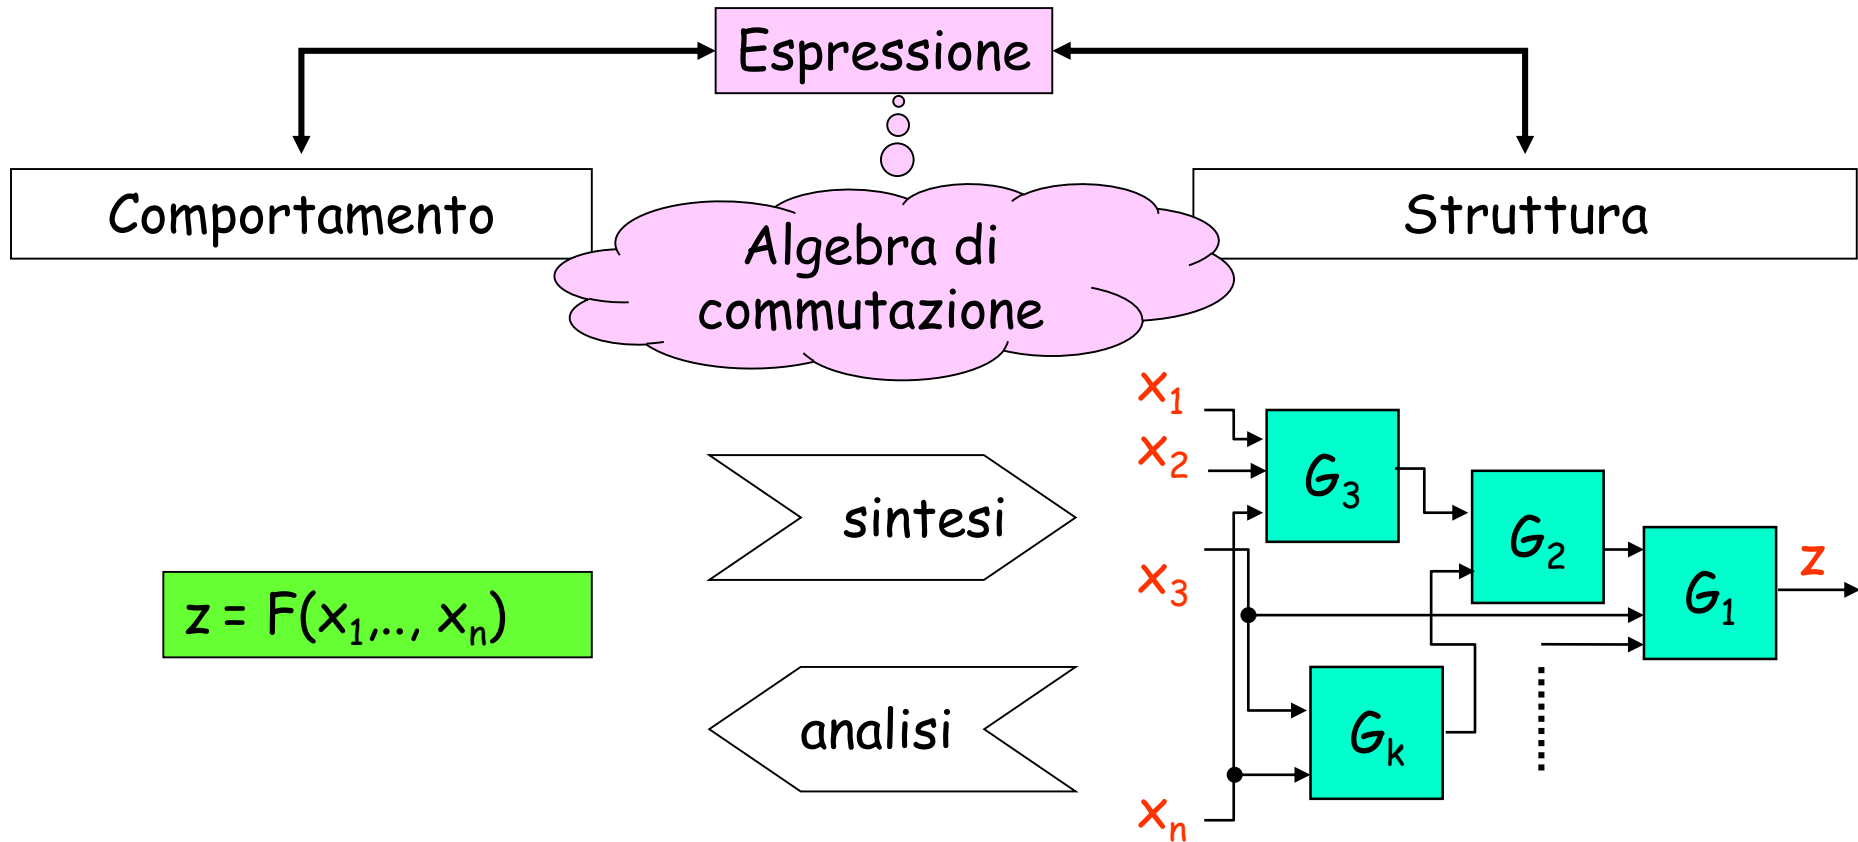 Espressione
Comportamento
Struttura
Algebra di
commutazione
x₁
x₂
G₃
sintesi
G₂
x₃
z
z = F(x₁,.., xₙ)
G₁
analisi
Gₖ
xₙ